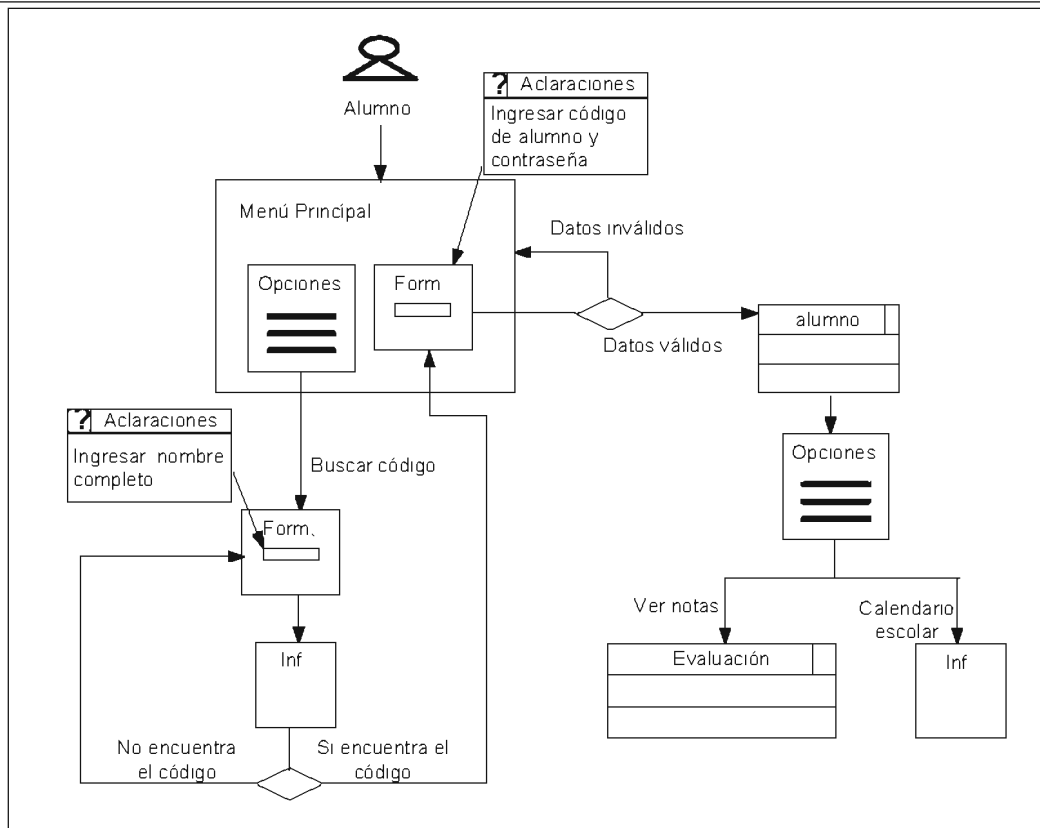 Alumno
? Aclaraciones
Ingresar código
de alumno y
contraseña
Menú Principal
Datos inválidos
Opciones
Form
alumno
Datos válidos
? Aclaraciones
Ingresar nombre
completo
Buscar código
Opciones
Form.
Ver notas
Calendario
escolar
Inf
Evaluación
Inf
No encuentra
el código
Si encuentra el
código